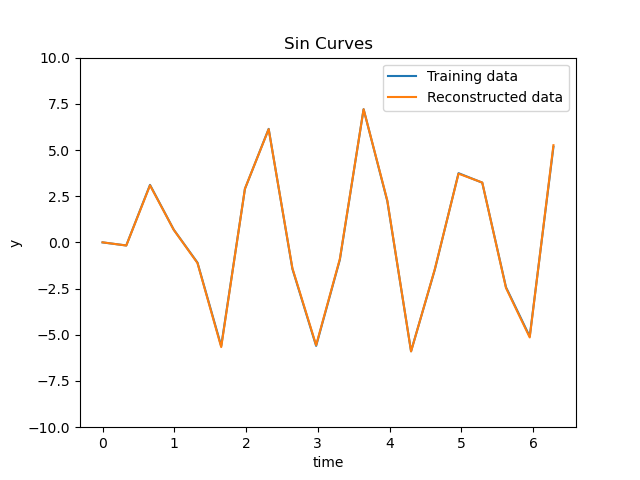 Sin Curves
Training data
Reconstructed data
10.0
7.5
5.0
2.5
0.0
−2.5
−5.0
−7.5
−10.0
y
0 1 2 3 4 5 6
time